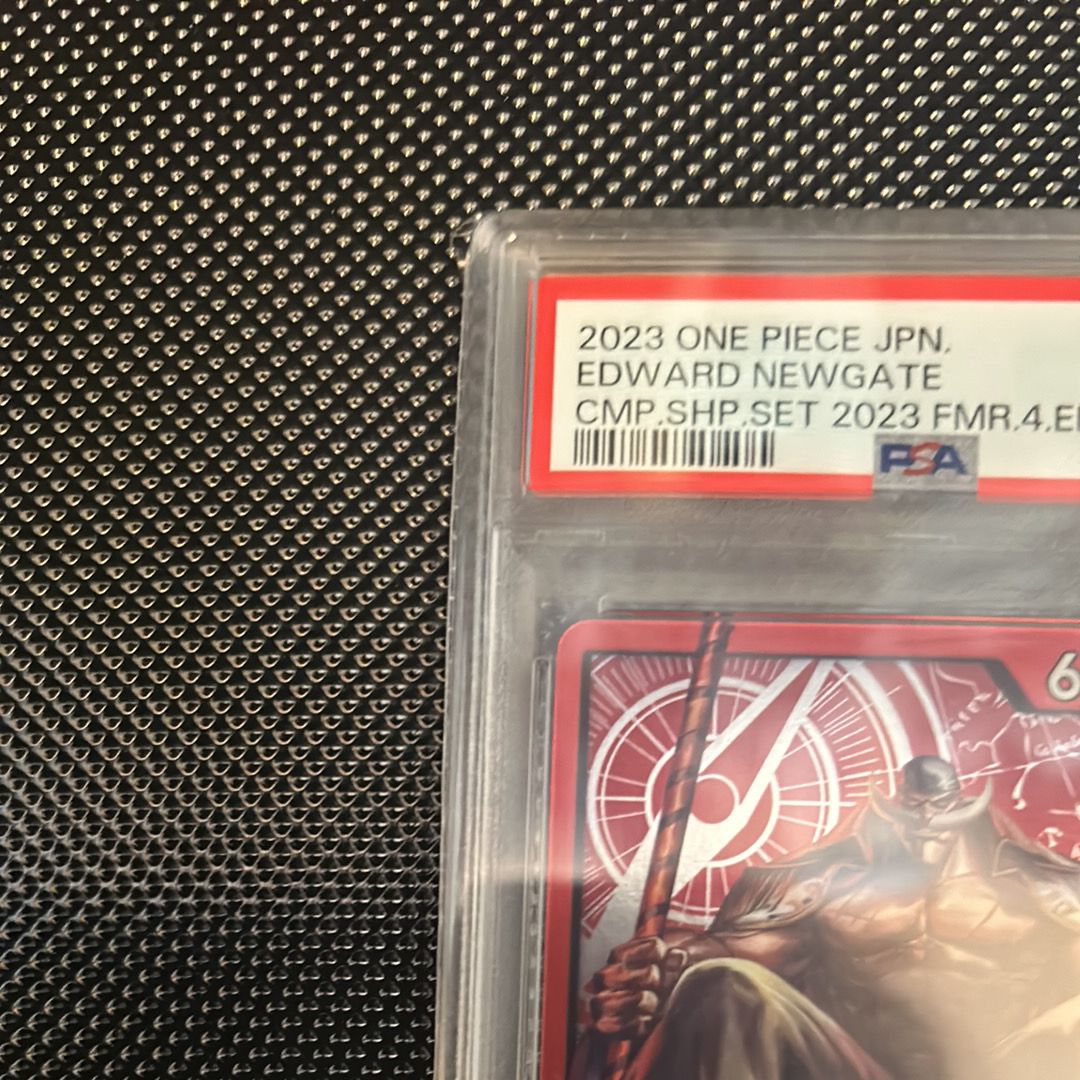 2023 ONE PIECE JPN.
EDWARD NEWGATE
CMP.SHP.SET 2023 FMR.4.
PSA
6